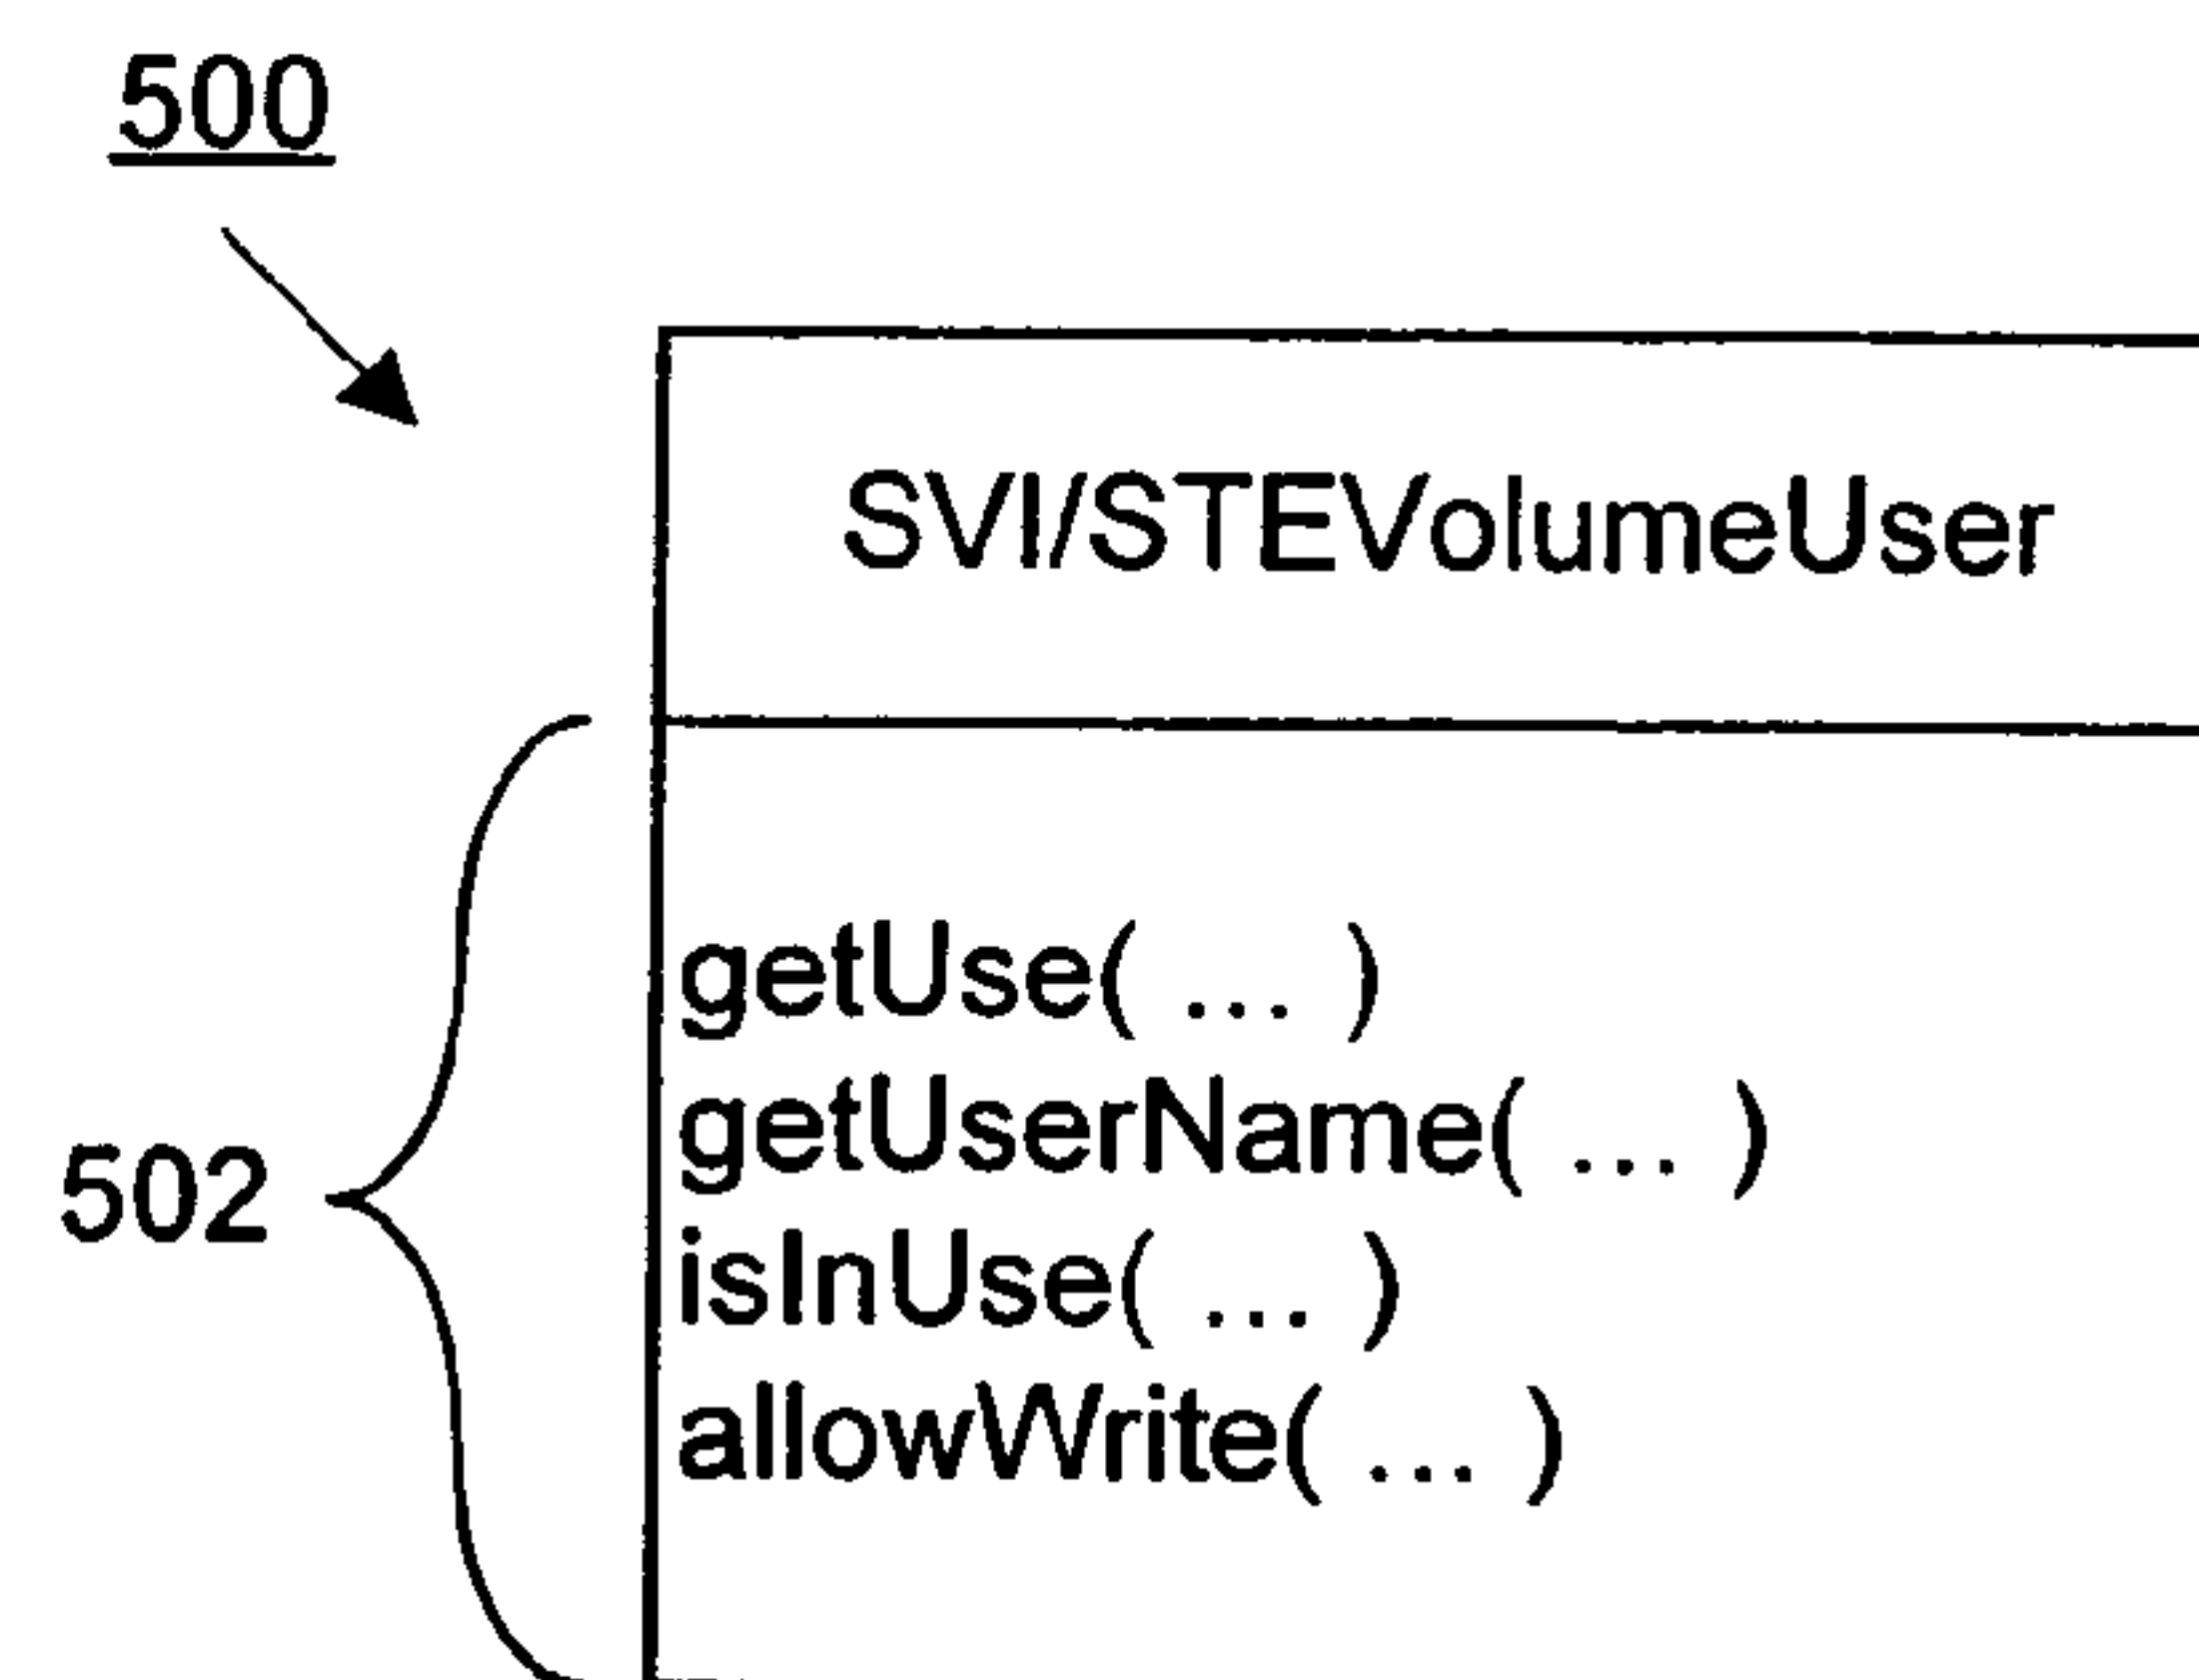 500
SVI/STEVolumeUser
getUse( ... )
getUserName( ... )
502
isInUse( ... )
allowWrite( ... )